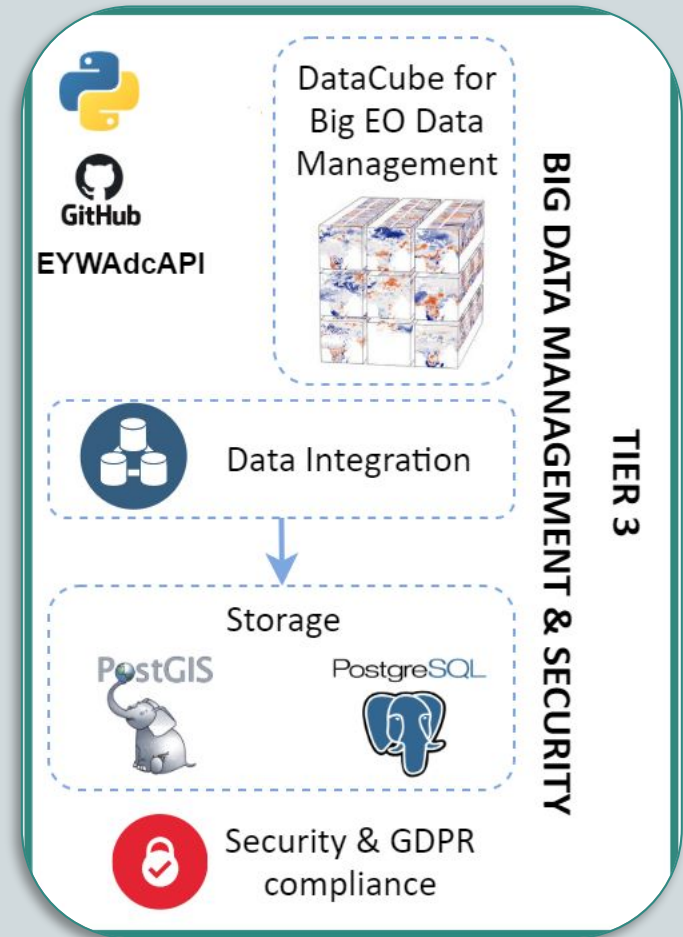 GitHub
EYWAdcAPI
DataCube for
Big EO Data
Management
Data Integration
Storage
PostGIS
PostgreSQL
Security & GDPR
compliance
BIG DATA MANAGEMENT & SECURITY
TIER 3